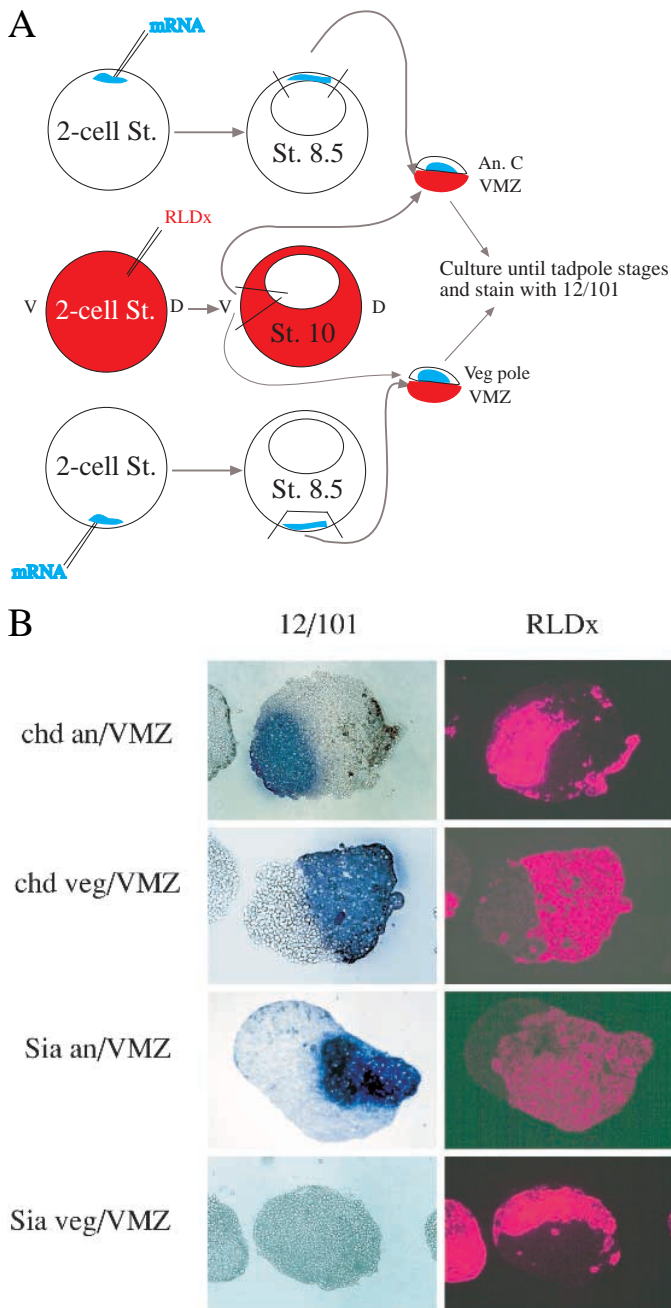 A
mRNA
2-cell St.
St. 8.5
An. C
VMZ
RLDx
V
2-cell St.
D
V
St. 10
D
Culture until tadpole stages
and stain with 12/101
Veg pole
VMZ
2-cell St.
St. 8.5
mRNA
B
12/101
RLDx
chd an/VMZ
chd veg/VMZ
Sia an/VMZ
Sia veg/VMZ